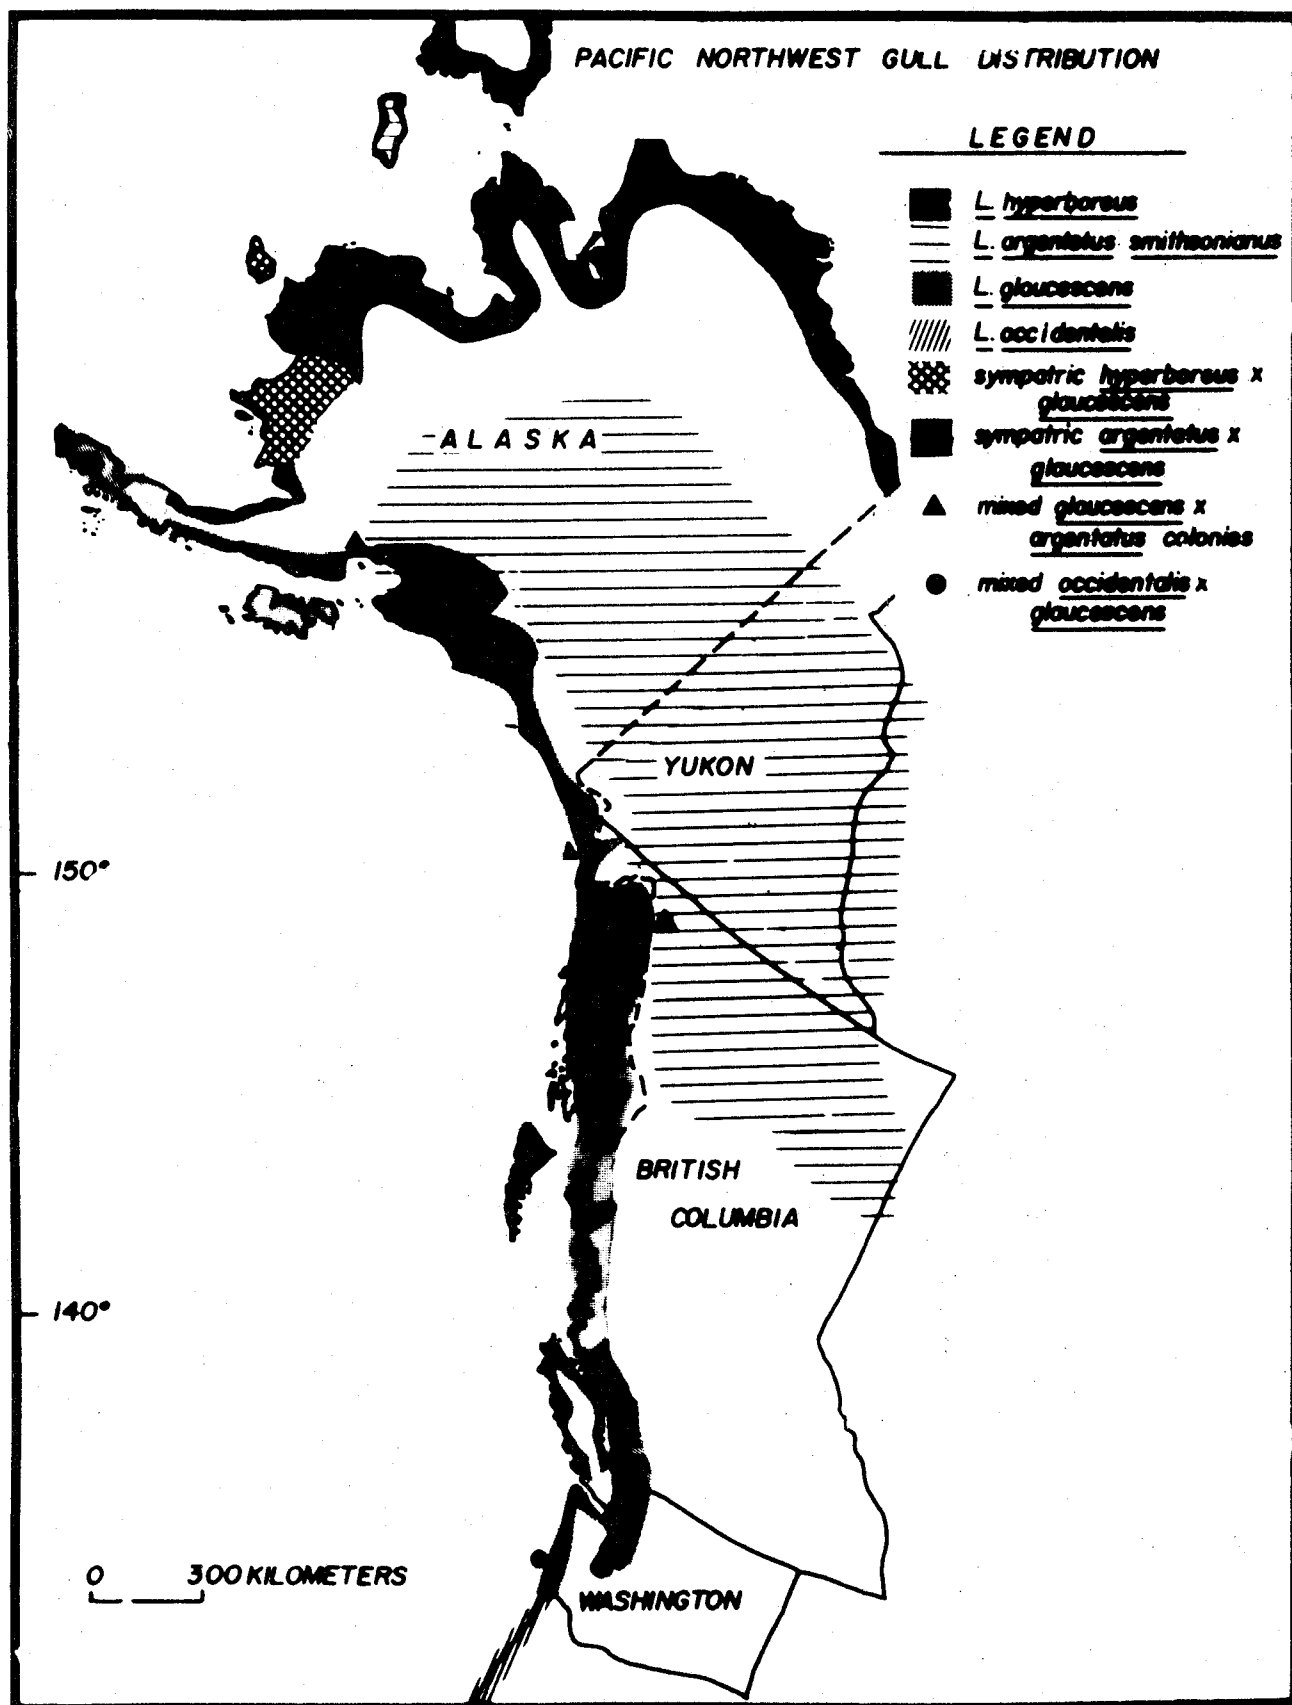 PACIFIC NORTHWEST GULL DISTRIBUTION
LEGEND
L. hyperboreus
L. argentatus smithsonianus
L. glaucescens
L. occidentalis
sympatric hyperboreus x
glaucescens
sympatric argentatus x
glaucescens
mixed glaucescens x
argentatus colonies
mixed occidentalis x
glaucescens
ALASKA
YUKON
150°
BRITISH
COLUMBIA
140°
0 300 KILOMETERS
WASHINGTON